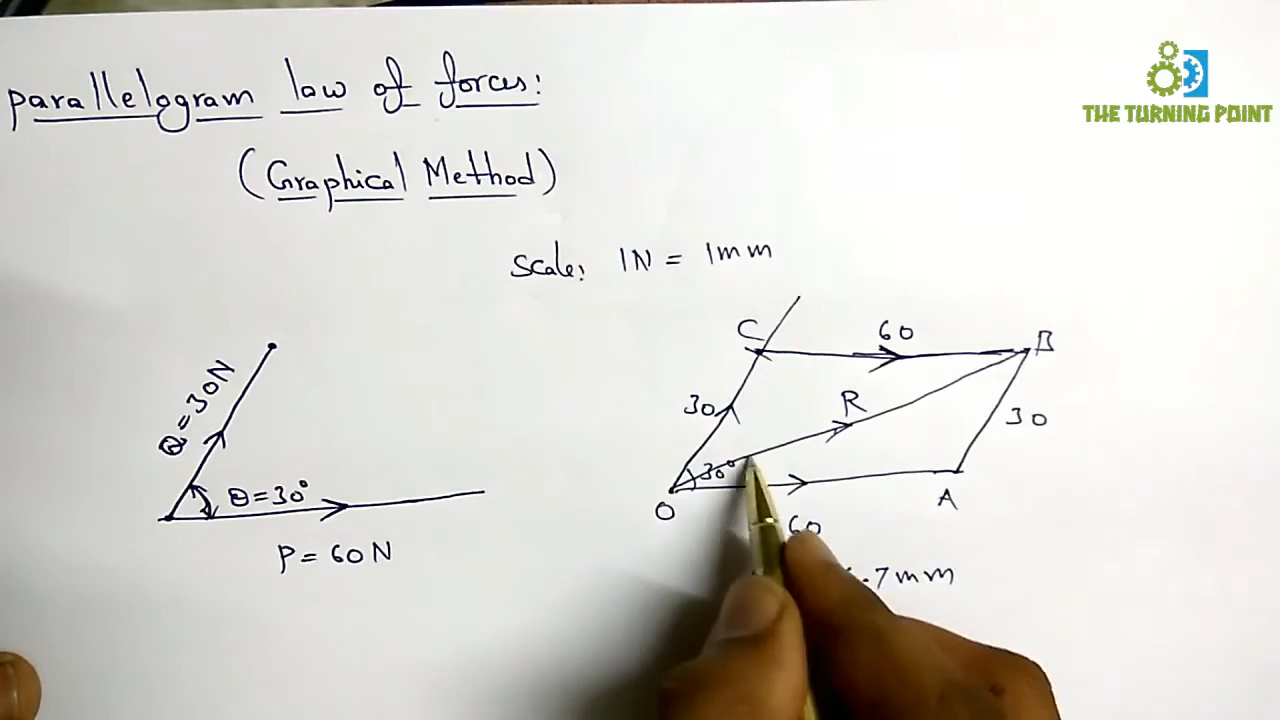 parallelogram law of forces:
(Graphical Method)
THE TURNING POINT
Scale: 1N = 1mm
Q = 30N
θ = 30°
P = 60N
C
60
B
30
R
30
30°
O
A
60
.7mm